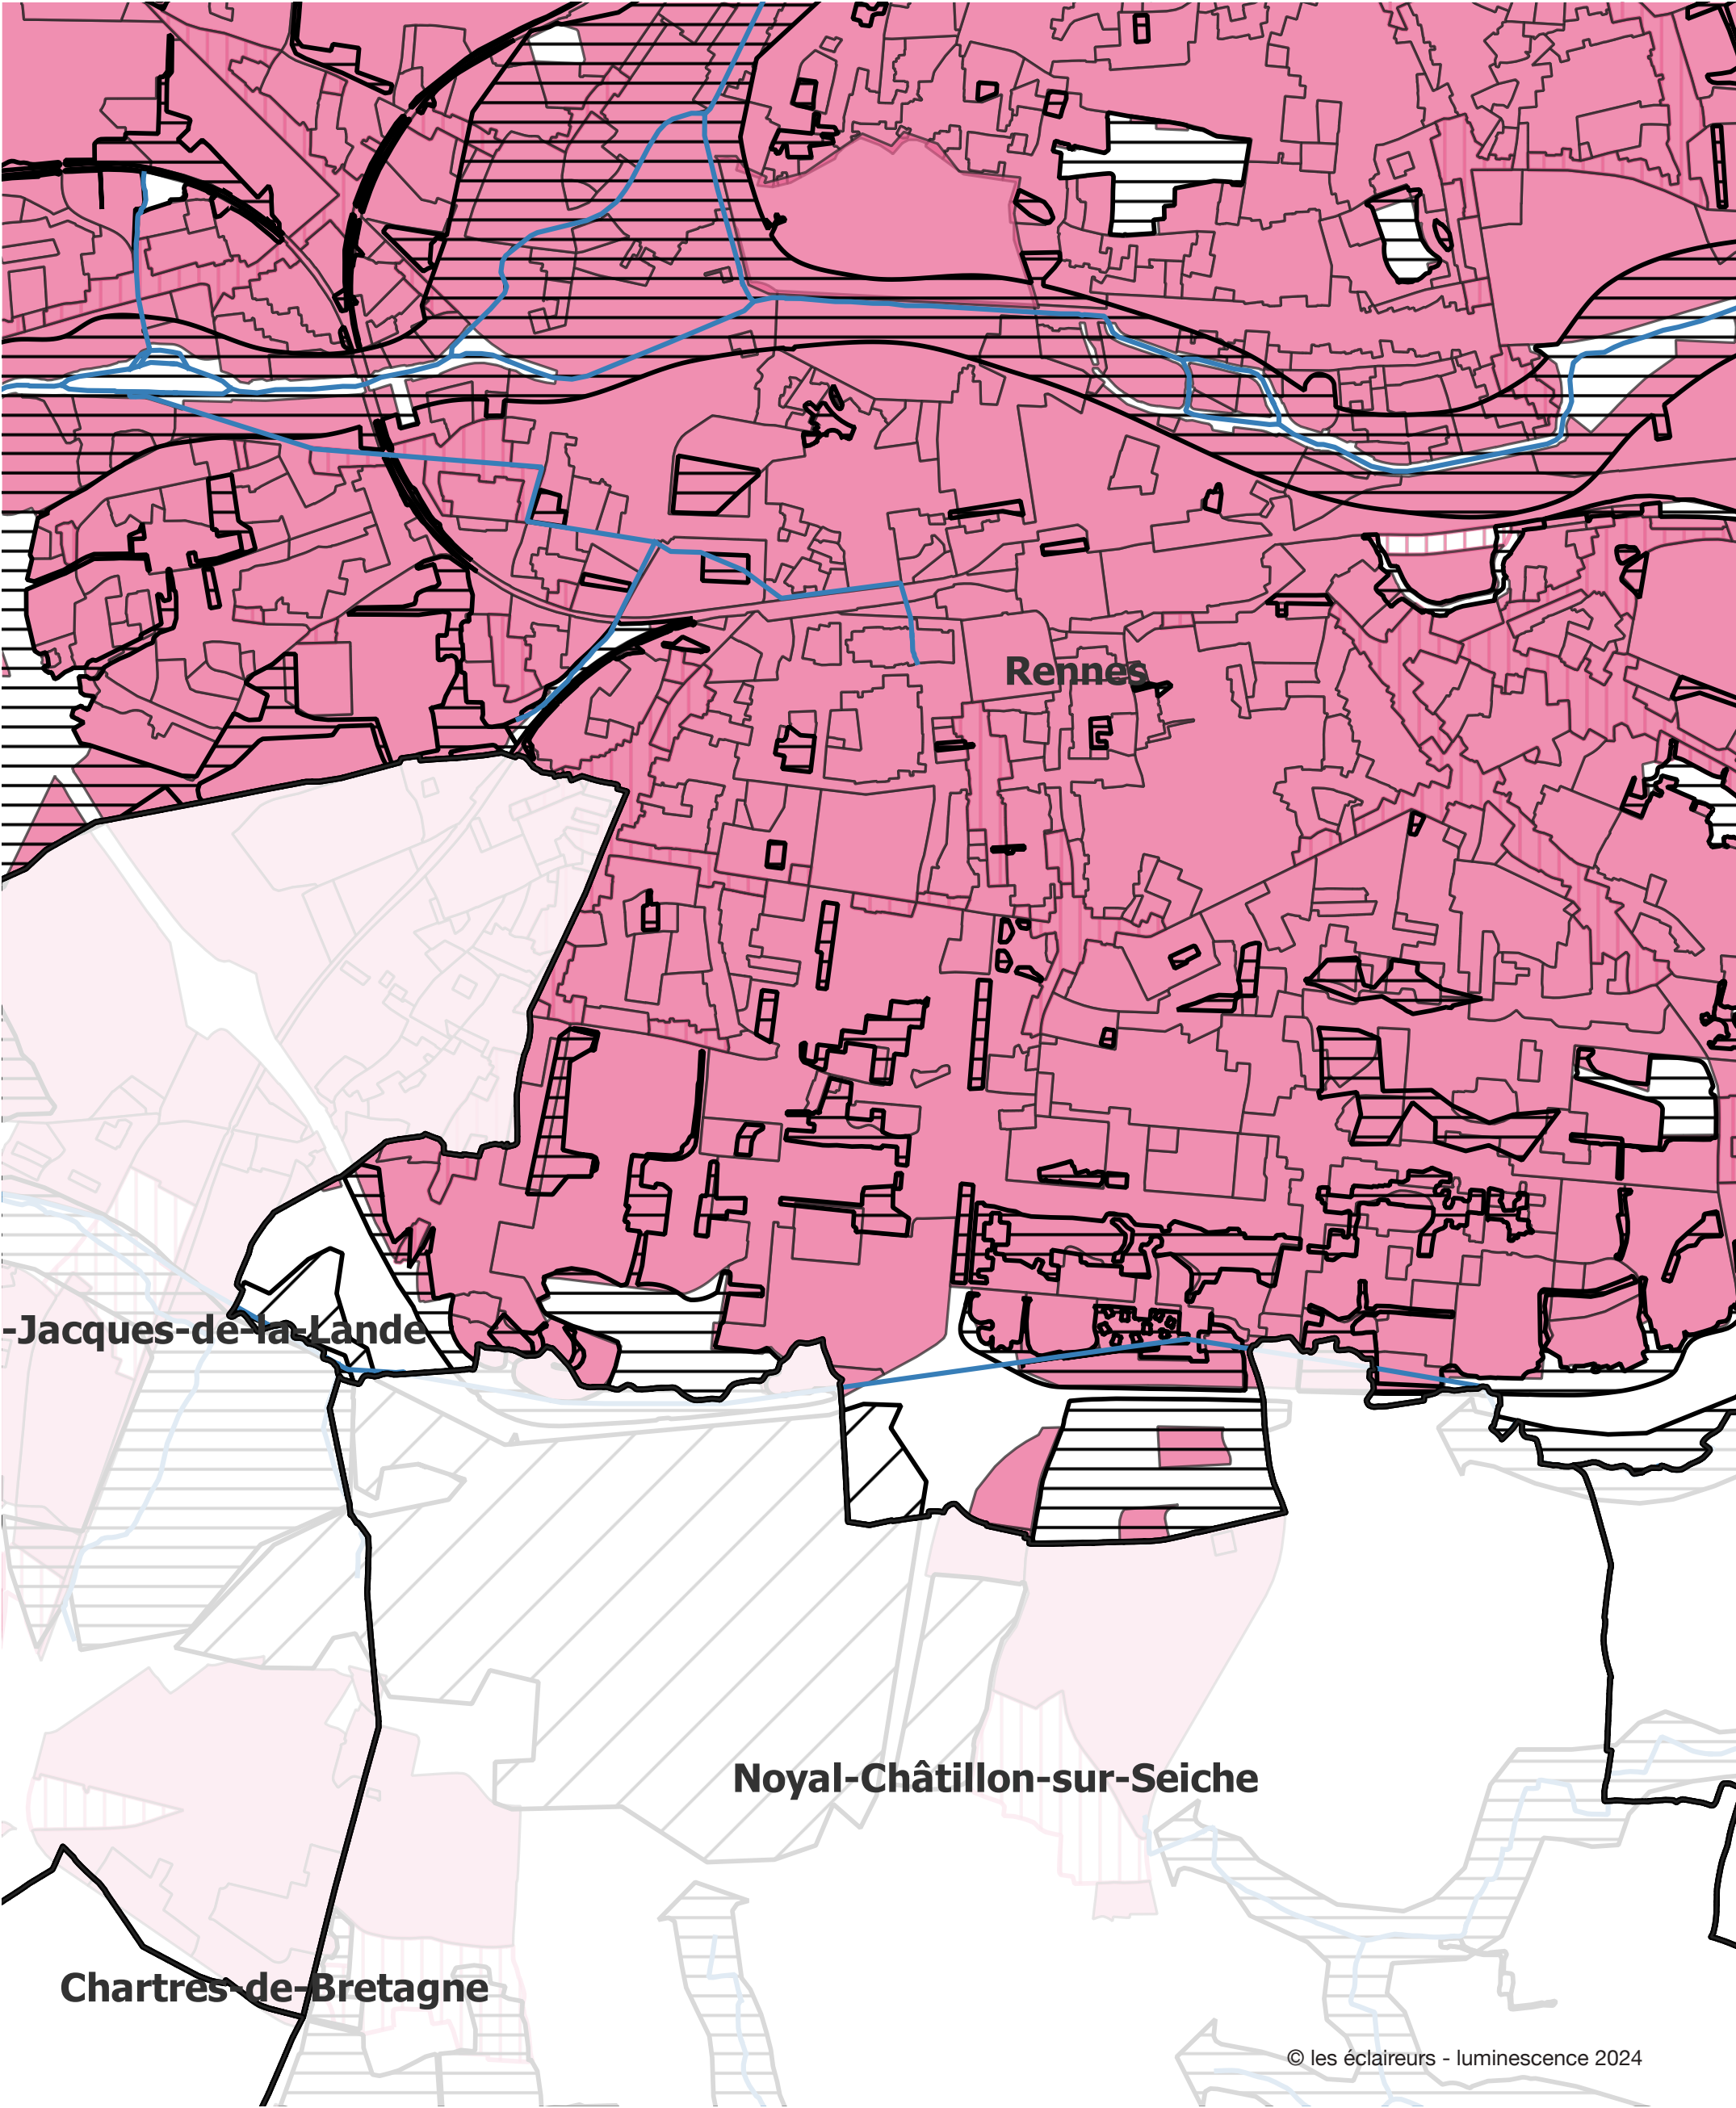 Rennes
-Jacques-de-la-Lande
Noyal-Châtillon-sur-Seiche
Chartres-de-Bretagne
© les éclaireurs - luminescence 2024